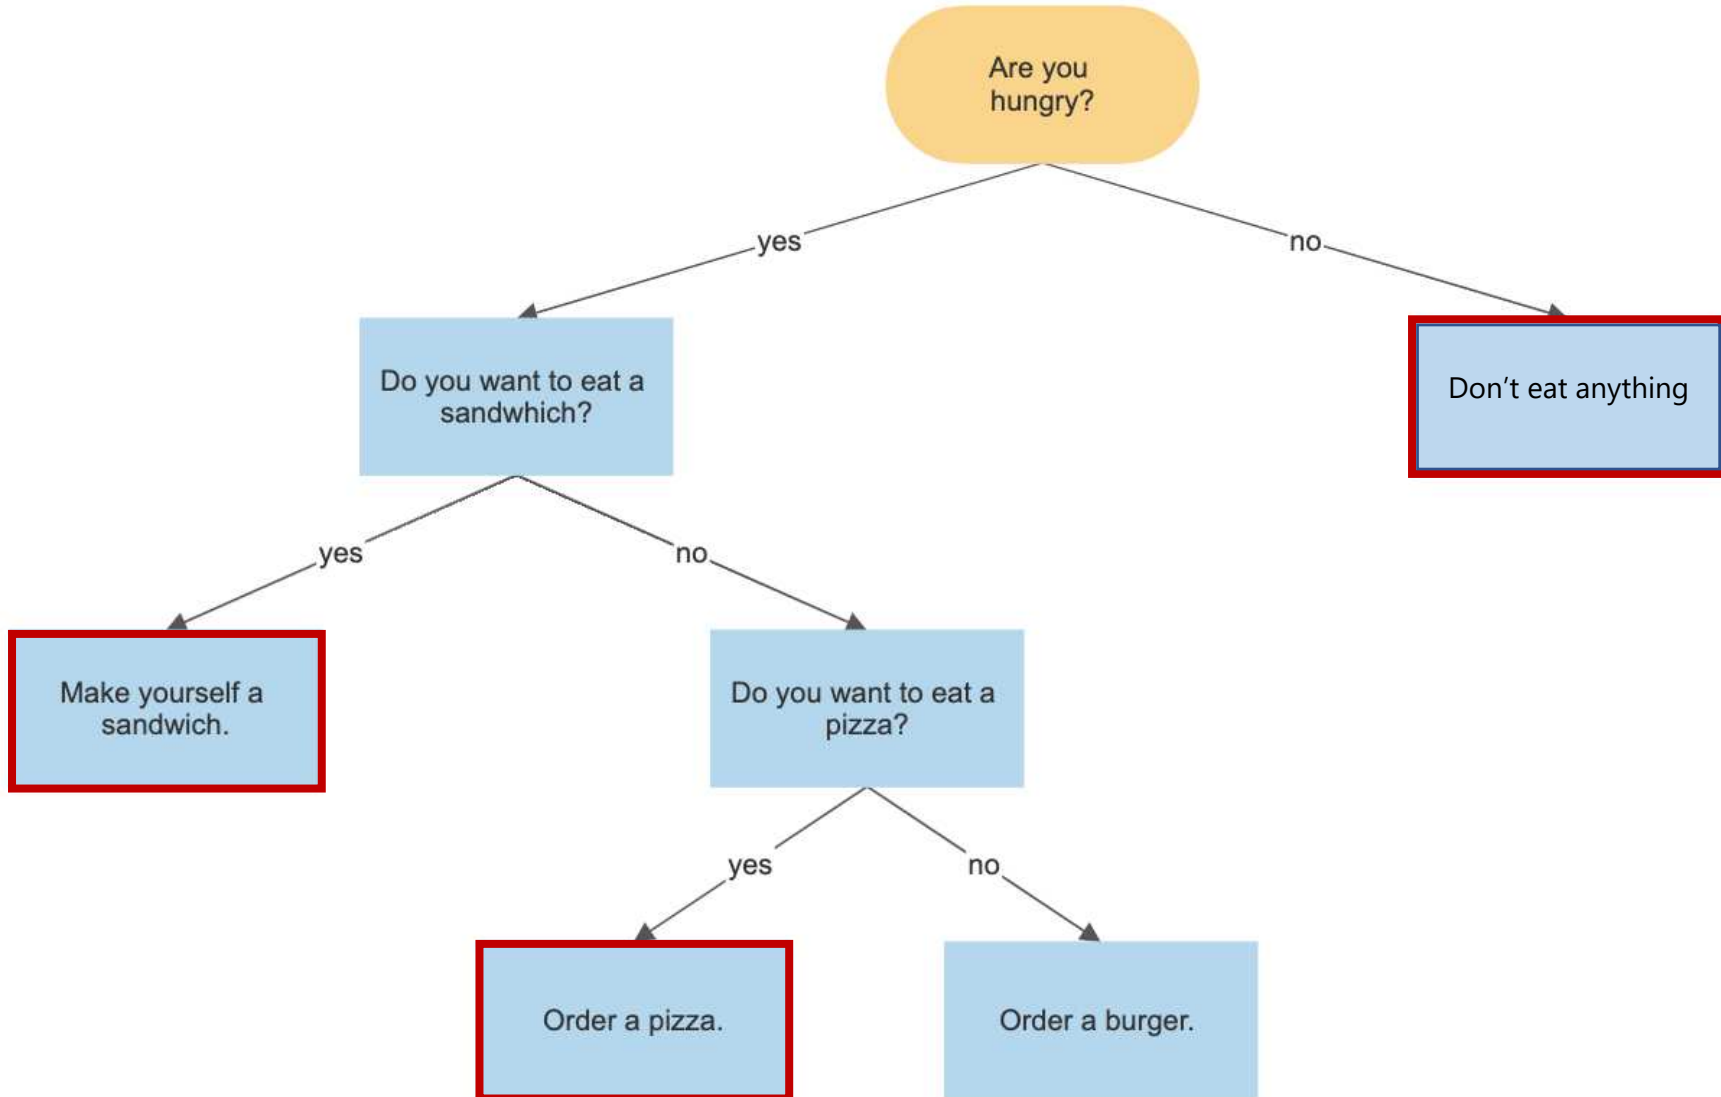 Are you
hungry?
yes
no
Do you want to eat a
sandwhich?
Don’t eat anything
yes
no
Make yourself a
sandwich.
Do you want to eat a
pizza?
yes
no
Order a pizza.
Order a burger.